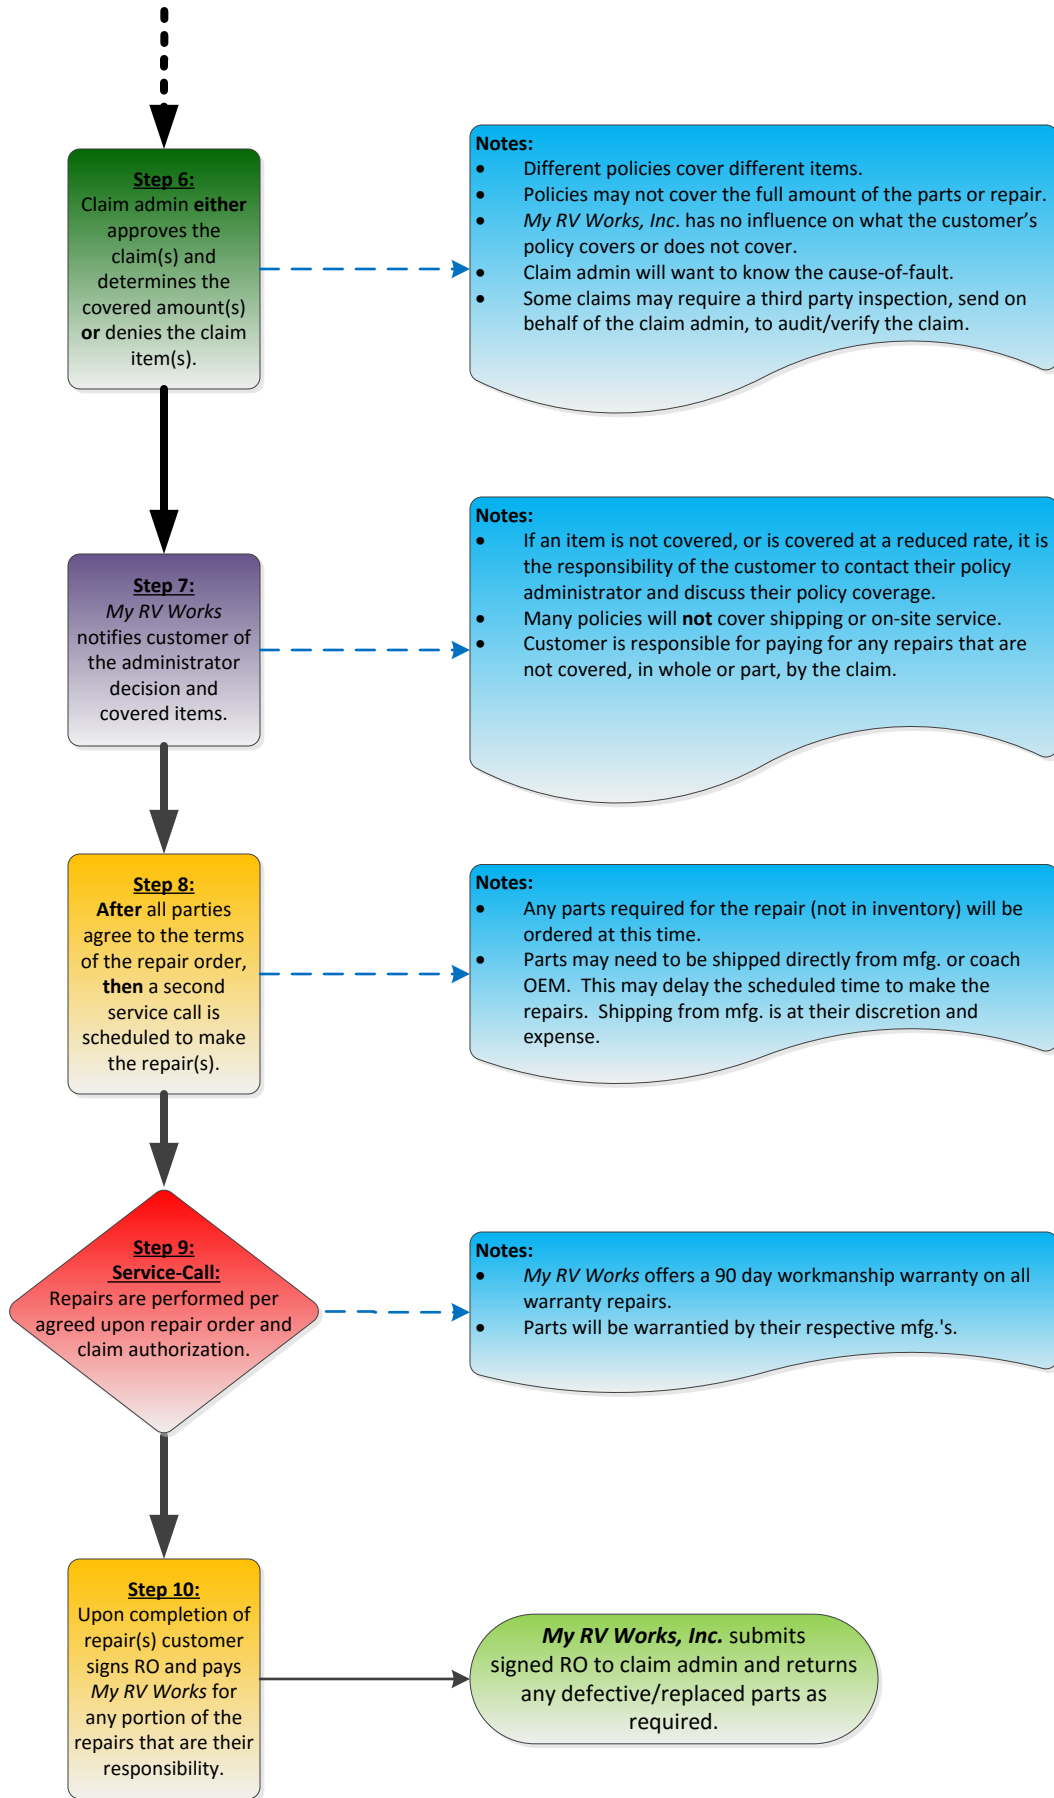 Step 6:
Claim admin either
approves the
claim(s) and
determines the
covered amount(s)
or denies the claim
item(s).
Notes:
• Different policies cover different items.
• Policies may not cover the full amount of the parts or repair.
• My RV Works, Inc. has no influence on what the customer's
policy covers or does not cover.
• Claim admin will want to know the cause-of-fault.
• Some claims may require a third party inspection, send on
behalf of the claim admin, to audit/verify the claim.
Step 7:
My RV Works
notifies customer of
the administrator
decision and
covered items.
Notes:
• If an item is not covered, or is covered at a reduced rate, it is
the responsibility of the customer to contact their policy
administrator and discuss their policy coverage.
• Many policies will not cover shipping or on-site service.
• Customer is responsible for paying for any repairs that are
not covered, in whole or part, by the claim.
Step 8:
After all parties
agree to the terms
of the repair order,
then a second
service call is
scheduled to make
the repair(s).
Notes:
• Any parts required for the repair (not in inventory) will be
ordered at this time.
• Parts may need to be shipped directly from mfg. or coach
OEM.  This may delay the scheduled time to make the
repairs.  Shipping from mfg. is at their discretion and
expense.
Step 9:
Service-Call:
Repairs are performed per
agreed upon repair order and
claim authorization.
Notes:
• My RV Works offers a 90 day workmanship warranty on all
warranty repairs.
• Parts will be warrantied by their respective mfg.'s.
Step 10:
Upon completion of
repair(s) customer
signs RO and pays
My RV Works for
any portion of the
repairs that are their
responsibility.
My RV Works, Inc. submits
signed RO to claim admin and returns
any defective/replaced parts as
required.